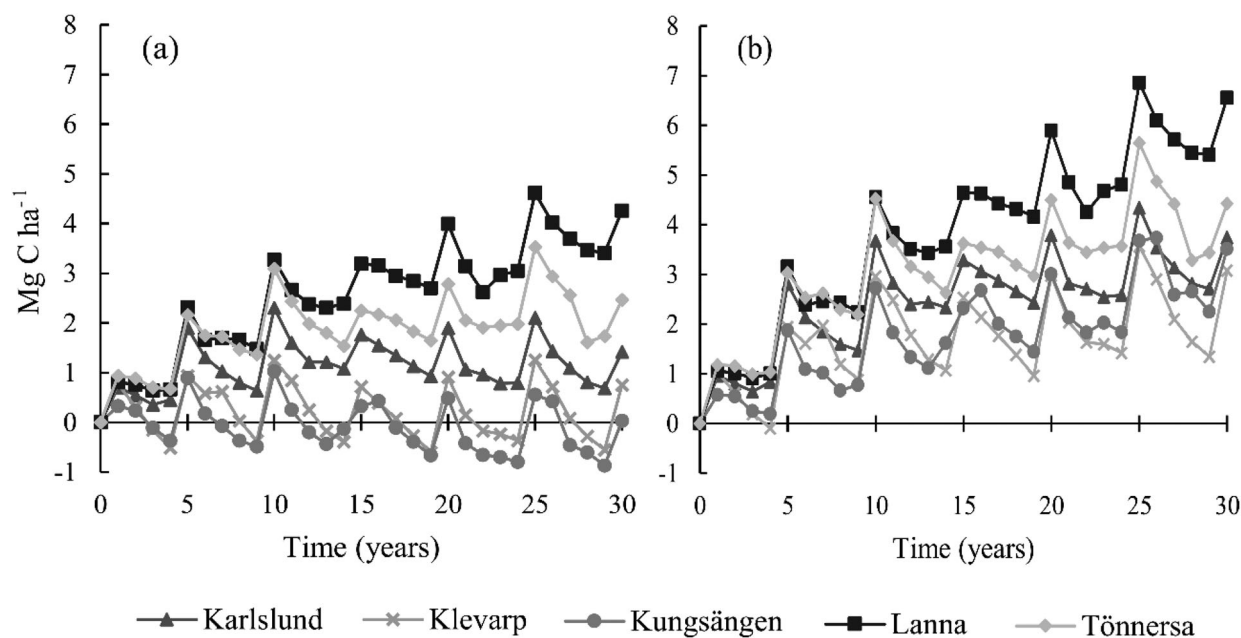 (a)
(b)
8
7
6
5
4
3
2
1
0
-1
8
7
6
5
4
3
2
1
0
-1
Mg C ha⁻¹
0 5 10 15 20 25 30
0 5 10 15 20 25 30
Time (years)
Time (years)
Karlslund Klevarp Kungsängen Lanna Tönnersa